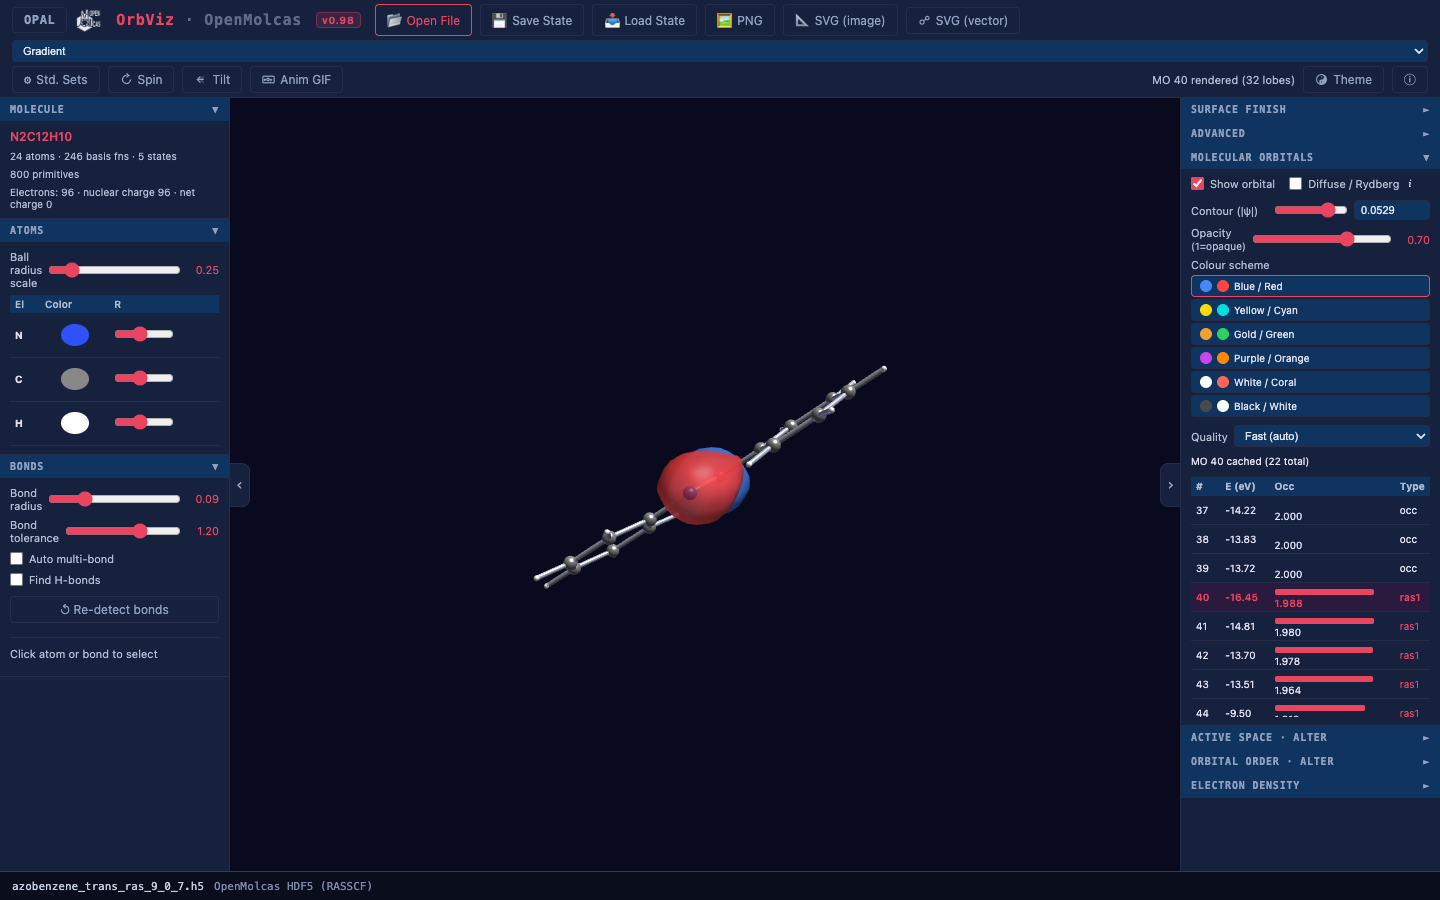 OPAL OrbViz · OpenMolcas v0.98 Open File Save State Load State PNG SVG (image) SVG (vector)
Gradient
Std. Sets Spin Tilt Anim GIF MO 40 rendered (32 lobes) Theme
MOLECULE
N2C12H10
24 atoms · 246 basis fns · 5 states
800 primitives
Electrons: 96 · nuclear charge 96 · net
charge 0
ATOMS
Ball
radius
scale
0.25
El Color R
N
C
H
BONDS
Bond
radius
0.09
Bond
tolerance
1.20
Auto multi-bond
Find H-bonds
Re-detect bonds
Click atom or bond to select
SURFACE FINISH
ADVANCED
MOLECULAR ORBITALS
Show orbital Diffuse / Rydberg i
Contour (|ψ|) 0.0529
Opacity
(1=opaque)
0.70
Colour scheme
Blue / Red
Yellow / Cyan
Gold / Green
Purple / Orange
White / Coral
Black / White
Quality Fast (auto)
MO 40 cached (22 total)
# E (eV) Occ Type
37 -14.22 2.000 occ
38 -13.83 2.000 occ
39 -13.72 2.000 occ
40 -16.45 1.988 ras1
41 -14.81 1.980 ras1
42 -13.70 1.978 ras1
43 -13.51 1.964 ras1
44 -9.50 ras1
ACTIVE SPACE · ALTER
ORBITAL ORDER · ALTER
ELECTRON DENSITY
azobenzene_trans_ras_9_0_7.h5 OpenMolcas HDF5 (RASSCF)